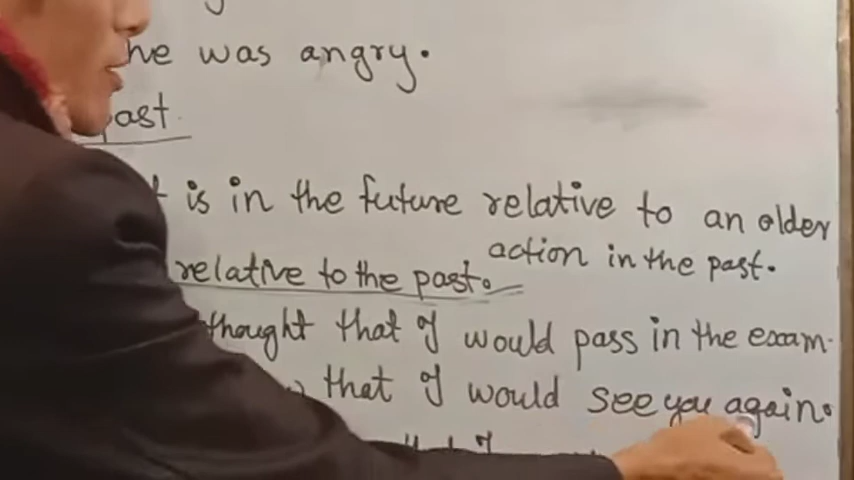 he was angry.
past
is in the future relative to an older
action in the past.
relative to the past.
thought that I would pass in the exam.
that I would see you again.